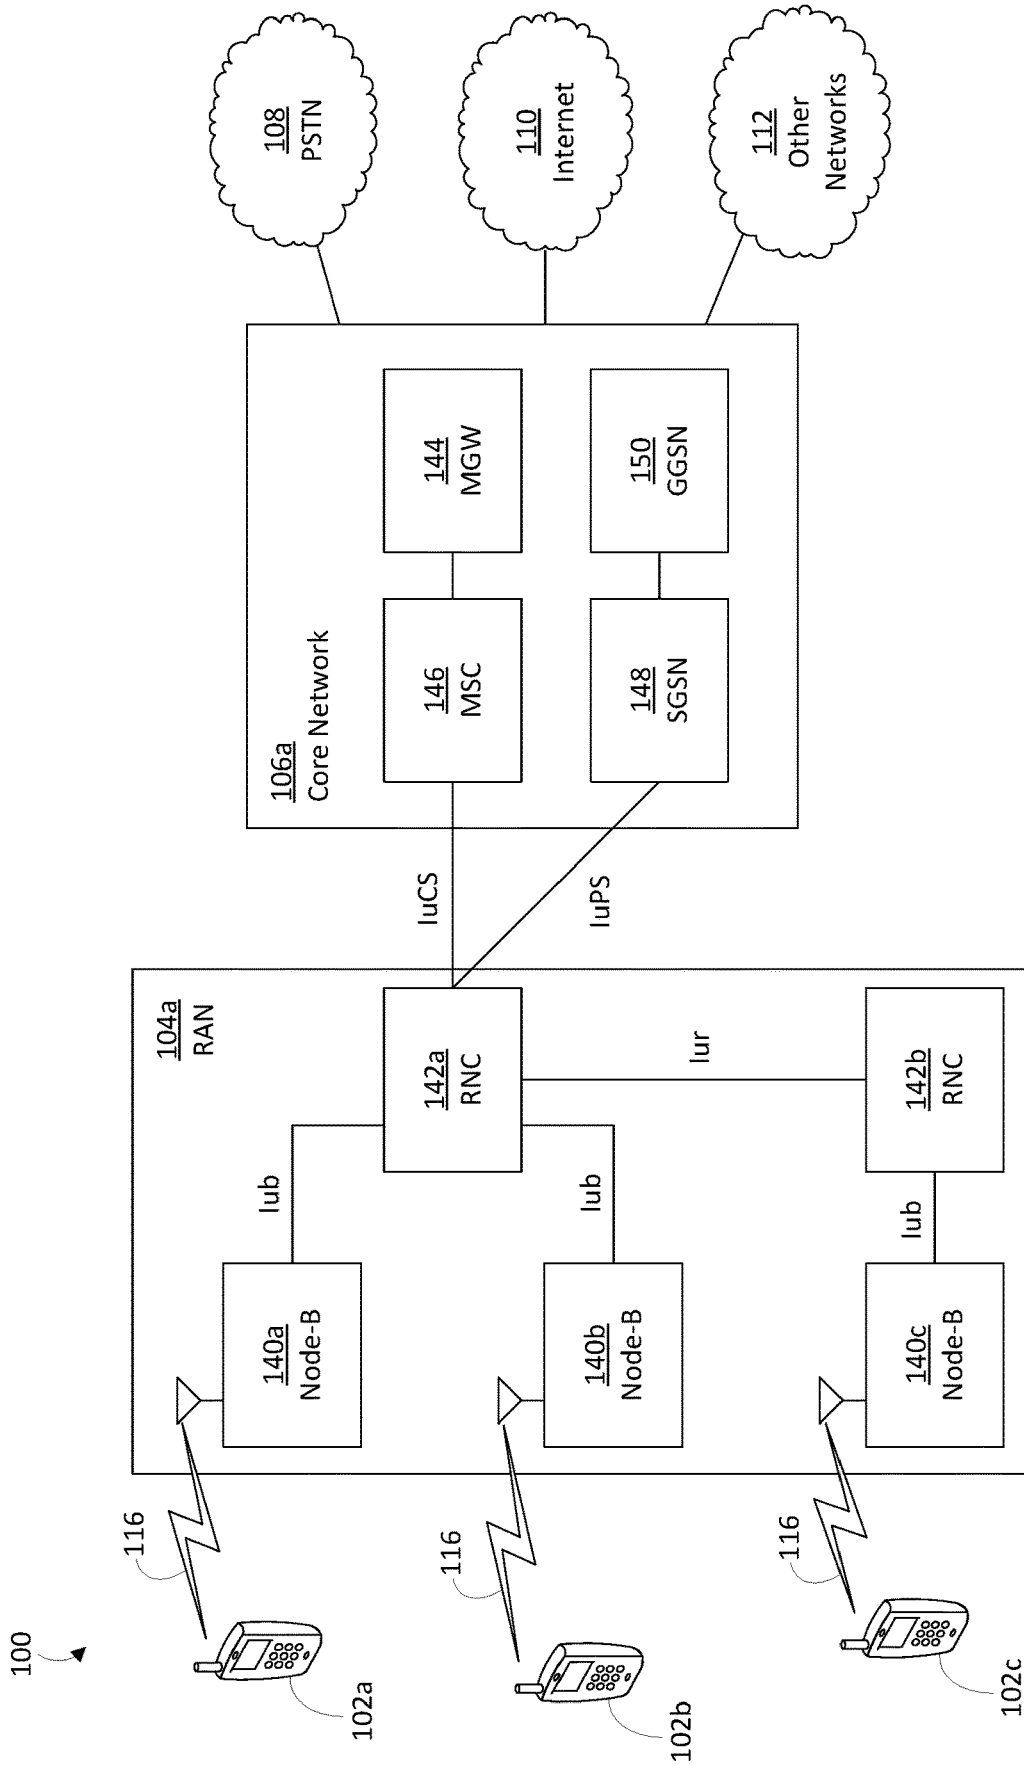 100
102a
116
102b
116
102c
116
104a
RAN
140a
Node-B
140b
Node-B
140c
Node-B
Iub
Iub
Iub
142a
RNC
Iur
142b
RNC
IuCS
IuPS
106a
Core Network
146
MSC
144
MGW
148
SGSN
150
GGSN
108
PSTN
110
Internet
112
Other
Networks